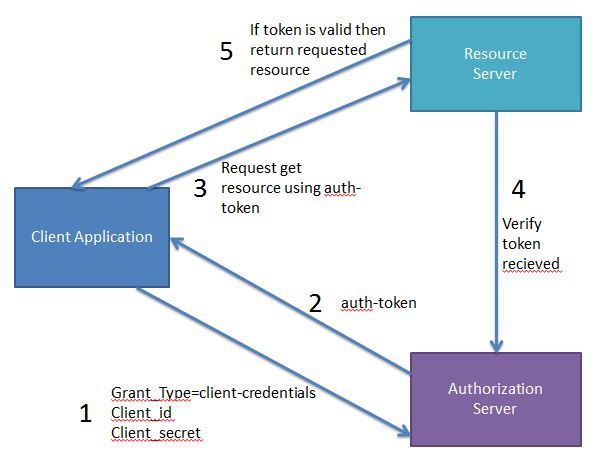 5
If token is valid then
return requested
resource
Resource
Server
3
Request get
resource using auth-
token
4
Verify
token
recieved
Client Application
2
auth-token
1
Grant_Type=client-credentials
Client_id
Client_secret
Authorization
Server